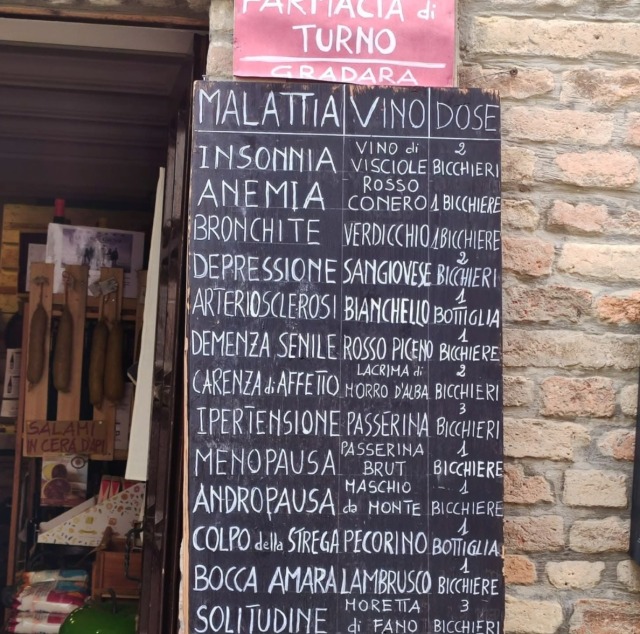 FARMACIA di
TURNO
GRADARA
MALATTIA VINO DOSE
INSONNIA VINO di VISCIOLE 2 BICCHIERI
ANEMIA ROSSO CONERO 1 BICCHIERE
BRONCHITE VERDICCHIO 1 BICCHIERE
DEPRESSIONE SANGIOVESE 2 BICCHIERI
ARTERIOSCLEROSI BIANCHELLO 1 BOTTIGLIA
DEMENZA SENILE ROSSO PICENO 1 BICCHIERE
CARENZA di AFFETTO LACRIMA di MORRO D'ALBA 2 BICCHIERI
IPERTENSIONE PASSERINA 3 BICCHIERI
MENOPAUSA PASSERINA BRUT 1 BICCHIERE
ANDROPAUSA MASCHIO da MONTE 1 BICCHIERE
COLPO della STREGA PECORINO 1 BOTTIGLIA
BOCCA AMARA LAMBRUSCO 1 BICCHIERE
SOLITUDINE MORETTA di FANO 3 BICCHIERI
SALAMI
IN CERA D'API